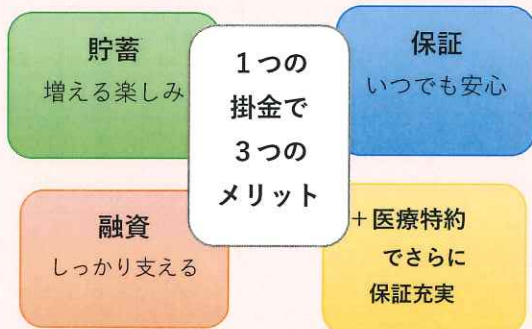 貯蓄
増える楽しみ
1つの
掛金で
3つの
メリット
保証
いつでも安心
融資
しっかり支える
+医療特約
でさらに
保証充実